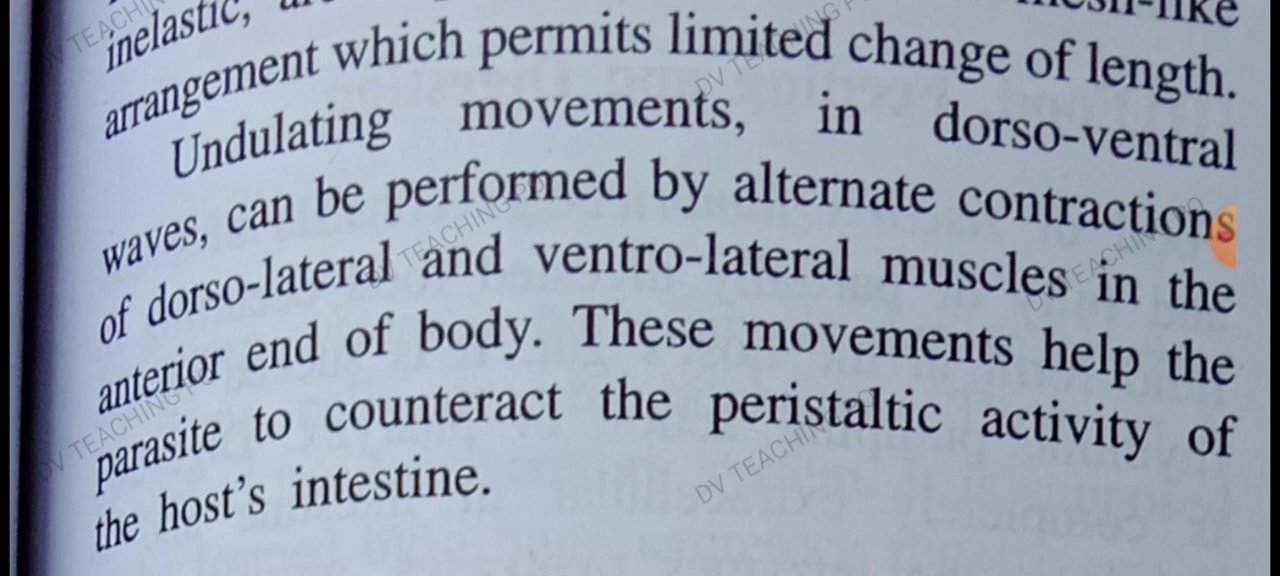 inelastic,
arrangement which permits limited change of length.
Undulating movements, in dorso-ventral
waves, can be performed by alternate contractions
of dorso-lateral and ventro-lateral muscles in the
anterior end of body. These movements help the
parasite to counteract the peristaltic activity of
the host's intestine.
DV TEACHING